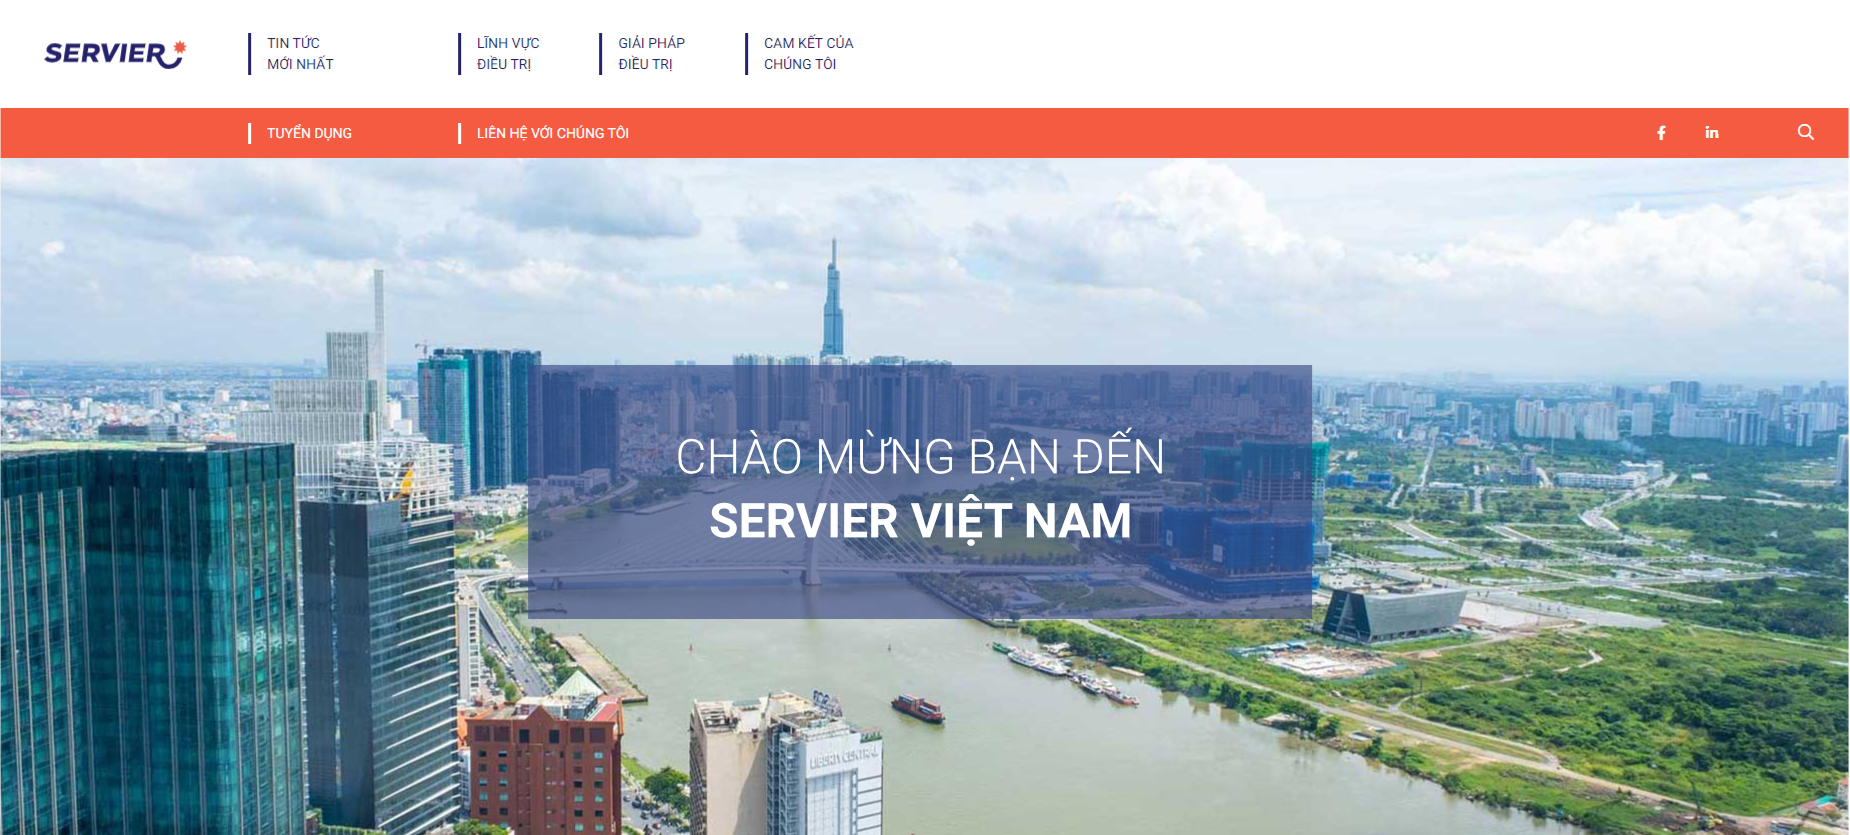 SERVIER
TIN TỨC
MỚI NHẤT
LĨNH VỰC
ĐIỀU TRỊ
GIẢI PHÁP
ĐIỀU TRỊ
CAM KẾT CỦA
CHÚNG TÔI
TUYỂN DỤNG
LIÊN HỆ VỚI CHÚNG TÔI
CHÀO MỪNG BẠN ĐẾN
SERVIER VIỆT NAM
LIBERTY CENTRAL